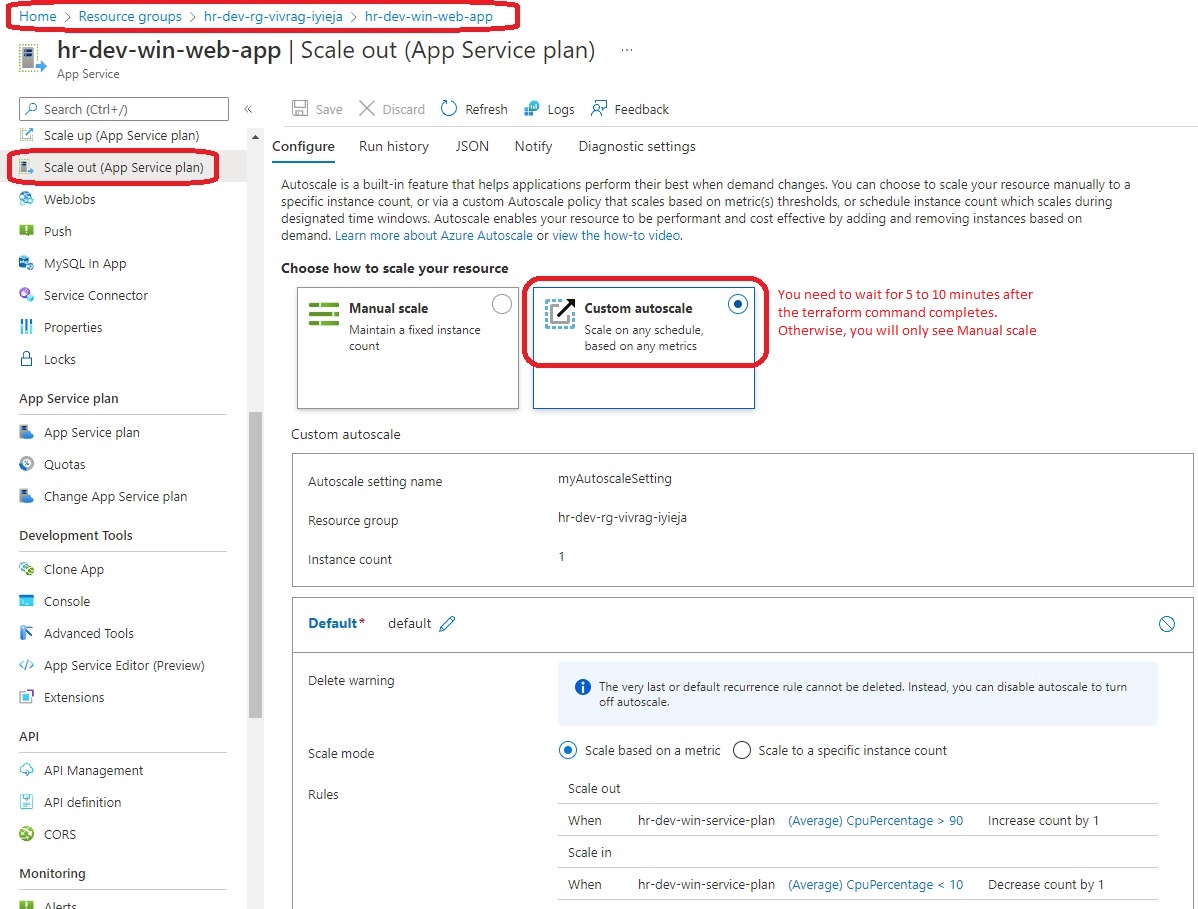 Home > Resource groups > hr-dev-rg-vivrag-iyieja > hr-dev-win-web-app
hr-dev-win-web-app | Scale out (App Service plan) ...
App Service
Search (Ctrl+/)
«
Save
Discard
Refresh
Logs
Feedback
Scale up (App Service plan)
Scale out (App Service plan)
WebJobs
Push
MySQL In App
Service Connector
Properties
Locks
App Service plan
App Service plan
Quotas
Change App Service plan
Development Tools
Clone App
Console
Advanced Tools
App Service Editor (Preview)
Extensions
API
API Management
API definition
CORS
Monitoring
Alerts
Configure
Run history
JSON
Notify
Diagnostic settings
Autoscale is a built-in feature that helps applications perform their best when demand changes. You can choose to scale your resource manually to a
specific instance count, or via a custom Autoscale policy that scales based on metric(s) thresholds, or schedule instance count which scales during
designated time windows. Autoscale enables your resource to be performant and cost effective by adding and removing instances based on
demand. Learn more about Azure Autoscale or view the how-to video.
Choose how to scale your resource
Manual scale
Maintain a fixed instance
count
Custom autoscale
Scale on any schedule,
based on any metrics
You need to wait for 5 to 10 minutes after
the terraform command completes.
Otherwise, you will only see Manual scale
Custom autoscale
Autoscale setting name myAutoscaleSetting
Resource group hr-dev-rg-vivrag-iyieja
Instance count 1
Default* default
Delete warning
The very last or default recurrence rule cannot be deleted. Instead, you can disable autoscale to turn
off autoscale.
Scale mode Scale based on a metric Scale to a specific instance count
Rules
Scale out
When hr-dev-win-service-plan (Average) CpuPercentage > 90 Increase count by 1
Scale in
When hr-dev-win-service-plan (Average) CpuPercentage < 10 Decrease count by 1